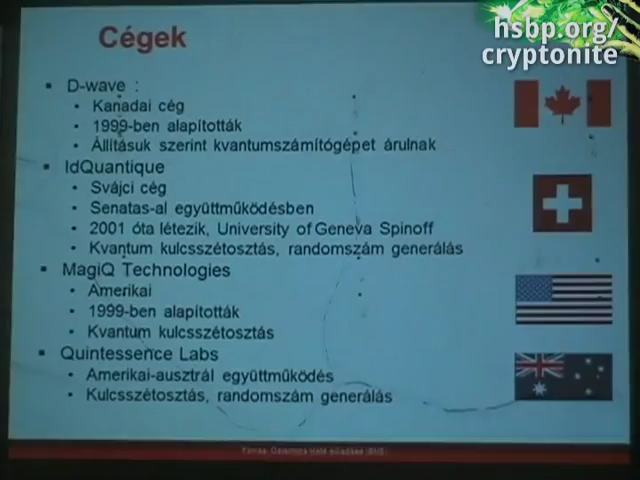 hsbp.org/
cryptonite
Cégek
D-wave :
Kanadai cég
1999-ben alapították
Állításuk szerint kvantumszámítógépet árulnak
IdQuantique
Svájci cég
Senatas-al együttműködésben
2001 óta létezik, University of Geneva Spinoff
Kvantum kulcsszétosztás, randomszám generálás
MagiQ Technologies
Amerikai
1999-ben alapították
Kvantum kulcsszétosztás
Quintessence Labs
Amerikai-ausztrál együttműködés
Kulcsszétosztás, randomszám generálás